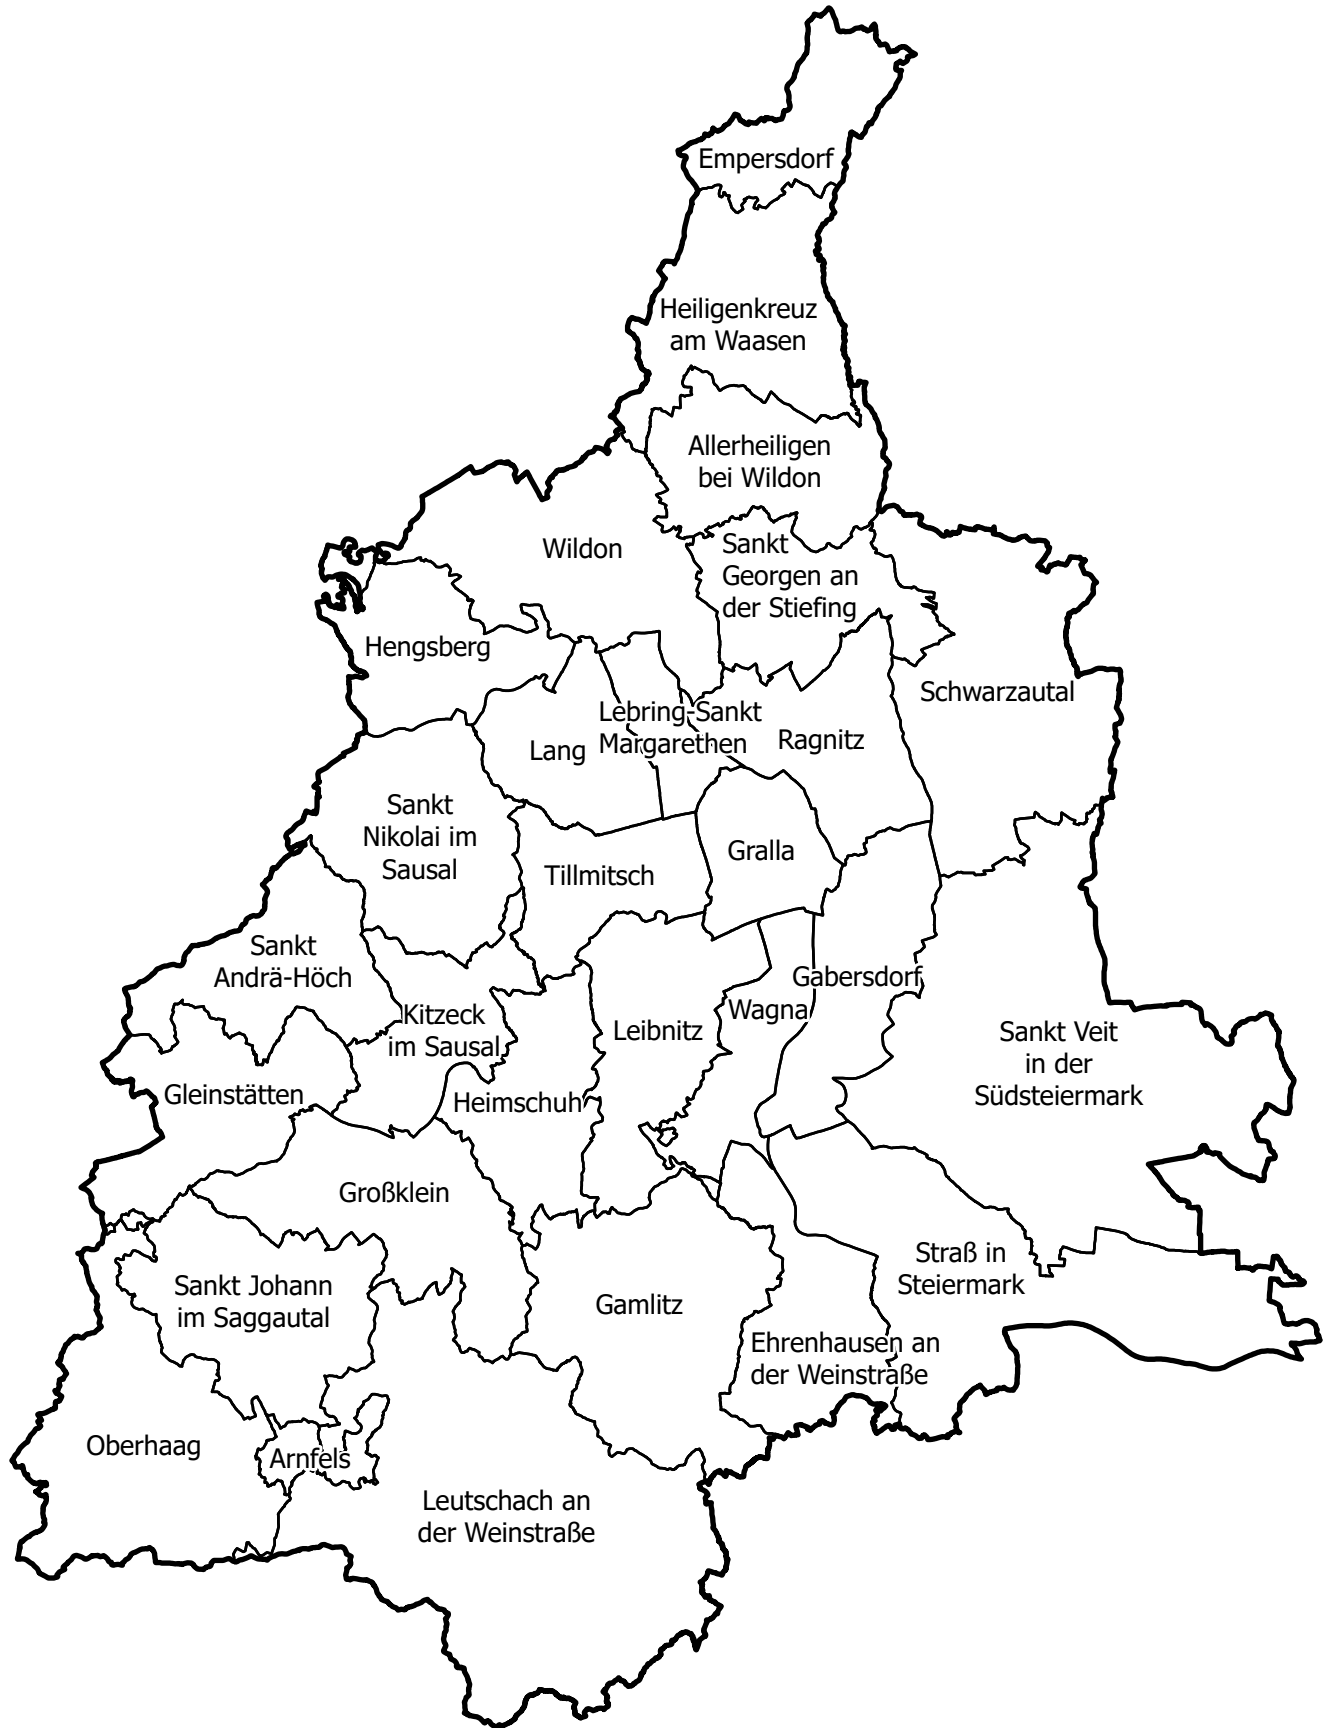 Empersdorf
Heiligenkreuz
am Waasen
Allerheiligen
bei Wildon
Wildon
Sankt
Georgen an
der Stiefing
Hengsberg
Schwarzautal
Lebring-Sankt
Margarethen
Lang
Ragnitz
Sankt
Nikolai im
Sausal
Tillmitsch
Gralla
Sankt
Andrä-Höch
Kitzeck
im Sausal
Leibnitz
Wagna
Gabersdorf
Sankt Veit
in der
Südsteiermark
Gleinstätten
Heimschuh
Großklein
Sankt Johann
im Saggautal
Gamlitz
Straß in
Steiermark
Ehrenhausen an
der Weinstraße
Oberhaag
Arnfels
Leutschach an
der Weinstraße